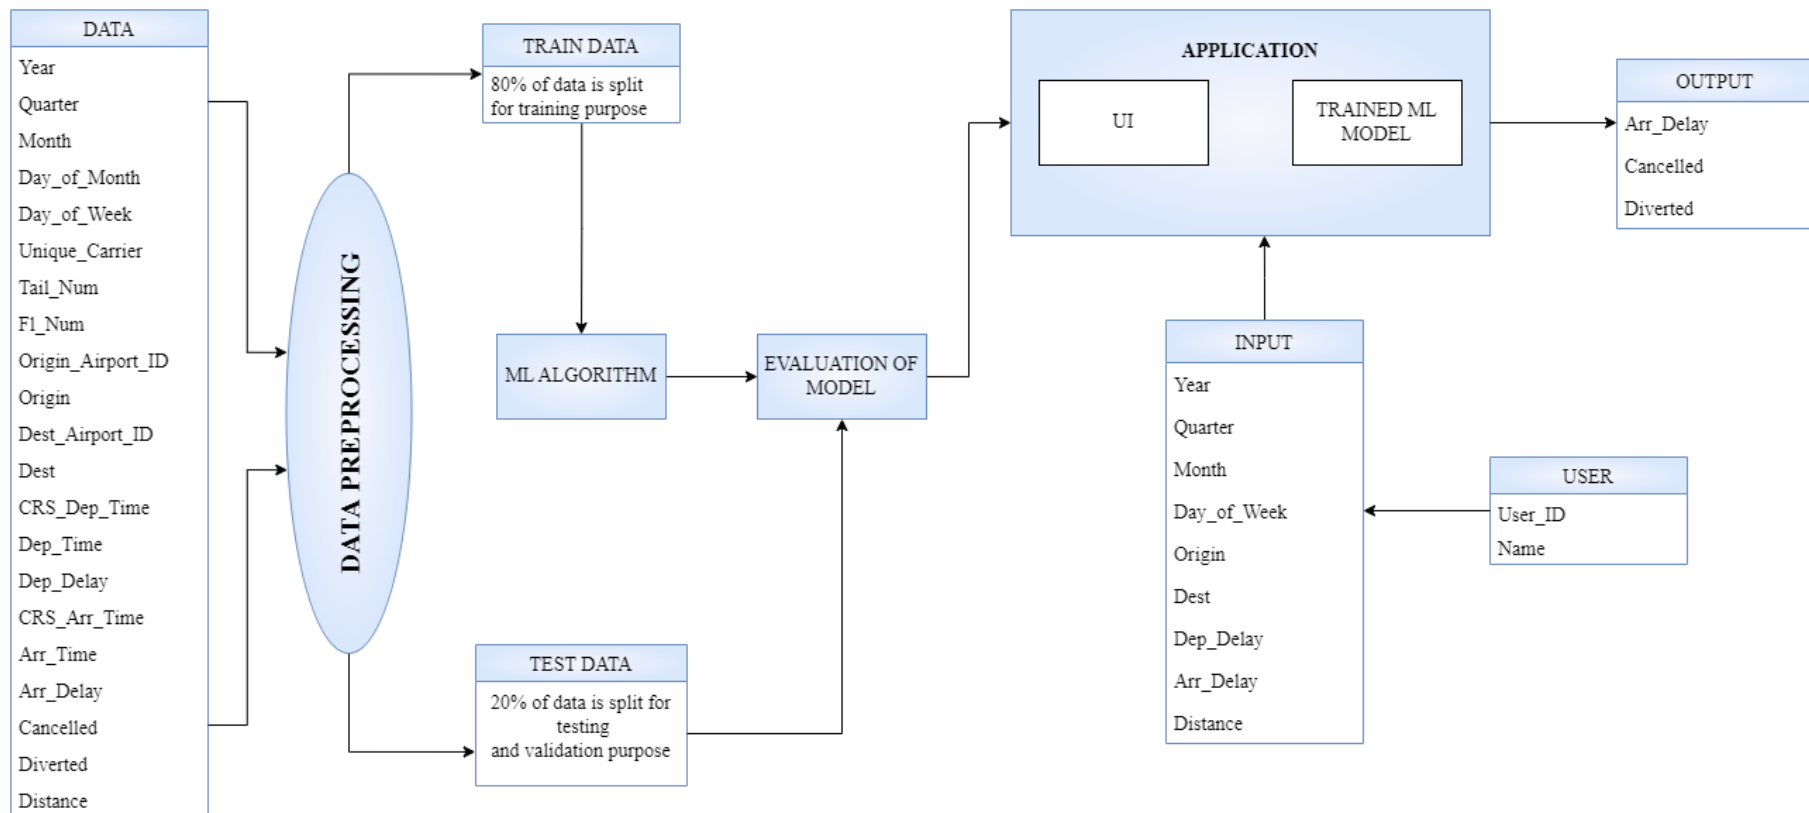 DATA
Year
Quarter
Month
Day_of_Month
Day_of_Week
Unique_Carrier
Tail_Num
Fl_Num
Origin_Airport_ID
Origin
Dest_Airport_ID
Dest
CRS_Dep_Time
Dep_Time
Dep_Delay
CRS_Arr_Time
Arr_Time
Arr_Delay
Cancelled
Diverted
Distance
DATA PREPROCESSING
TRAIN DATA
80% of data is split
for training purpose
ML ALGORITHM
EVALUATION OF
MODEL
TEST DATA
20% of data is split for
testing
and validation purpose
APPLICATION
UI
TRAINED ML
MODEL
OUTPUT
Arr_Delay
Cancelled
Diverted
INPUT
Year
Quarter
Month
Day_of_Week
Origin
Dest
Dep_Delay
Arr_Delay
Distance
USER
User_ID
Name